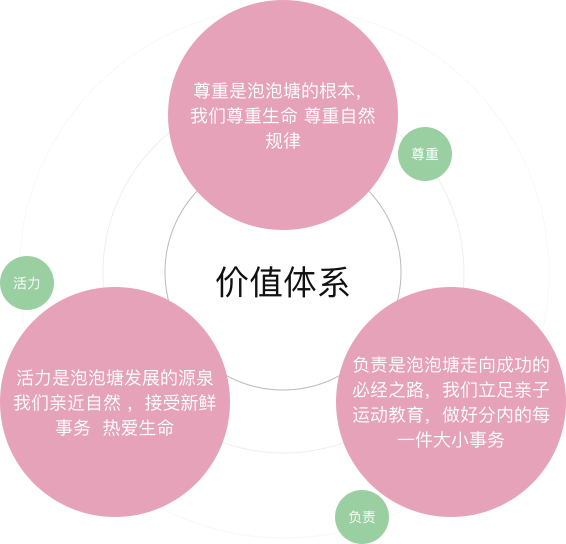 尊重是泡泡塘的根本，
我们尊重生命 尊重自然
规律
尊重
价值体系
活力
活力是泡泡塘发展的源泉
我们亲近自然 ，接受新鲜
事务  热爱生命
负责是泡泡塘走向成功的
必经之路，我们立足亲子
运动教育，做好分内的每
一件大小事务
负责